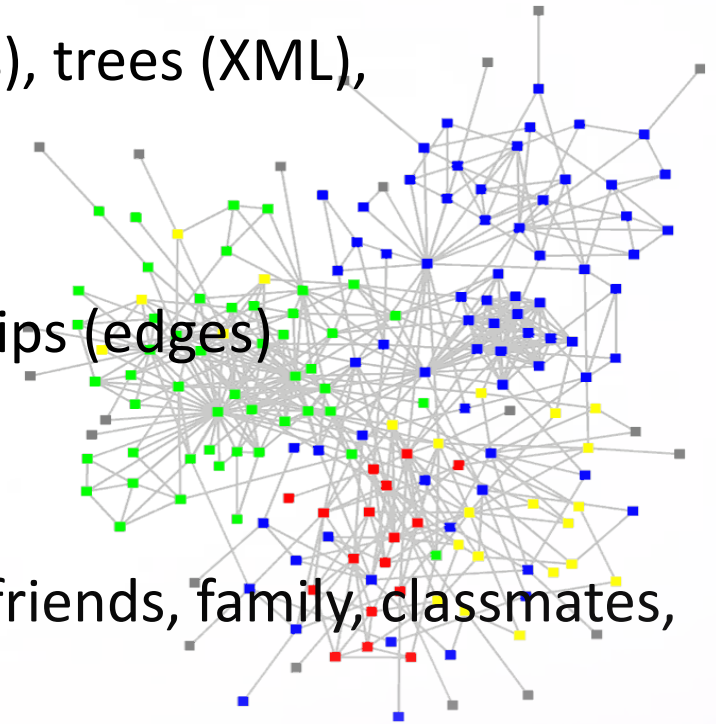 ), trees (XML),
ips (edges)
friends, family, classmates,